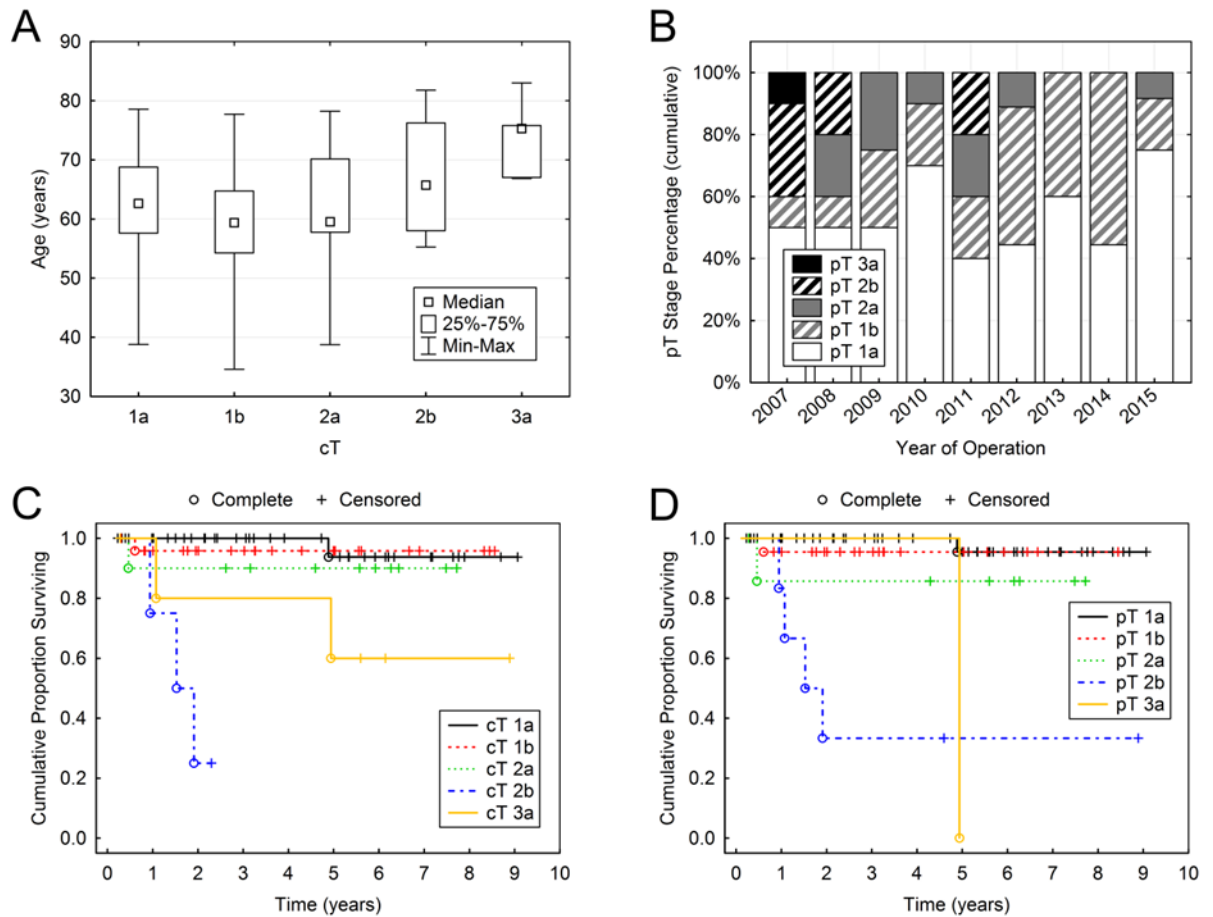 A
90
80
70
60
50
40
30
Age (years)
Median
25%-75%
Min-Max
1a 1b 2a 2b 3a
cT
B
100%
80%
60%
40%
20%
0%
pT Stage Percentage (cumulative)
pT 3a
pT 2b
pT 2a
pT 1b
pT 1a
2007 2008 2009 2010 2011 2012 2013 2014 2015
Year of Operation
C
Complete Censored
1.0
0.8
0.6
0.4
0.2
0.0
Cumulative Proportion Surviving
cT 1a
cT 1b
cT 2a
cT 2b
cT 3a
0 1 2 3 4 5 6 7 8 9 10
Time (years)
D
Complete Censored
1.0
0.8
0.6
0.4
0.2
0.0
Cumulative Proportion Surviving
pT 1a
pT 1b
pT 2a
pT 2b
pT 3a
0 1 2 3 4 5 6 7 8 9 10
Time (years)